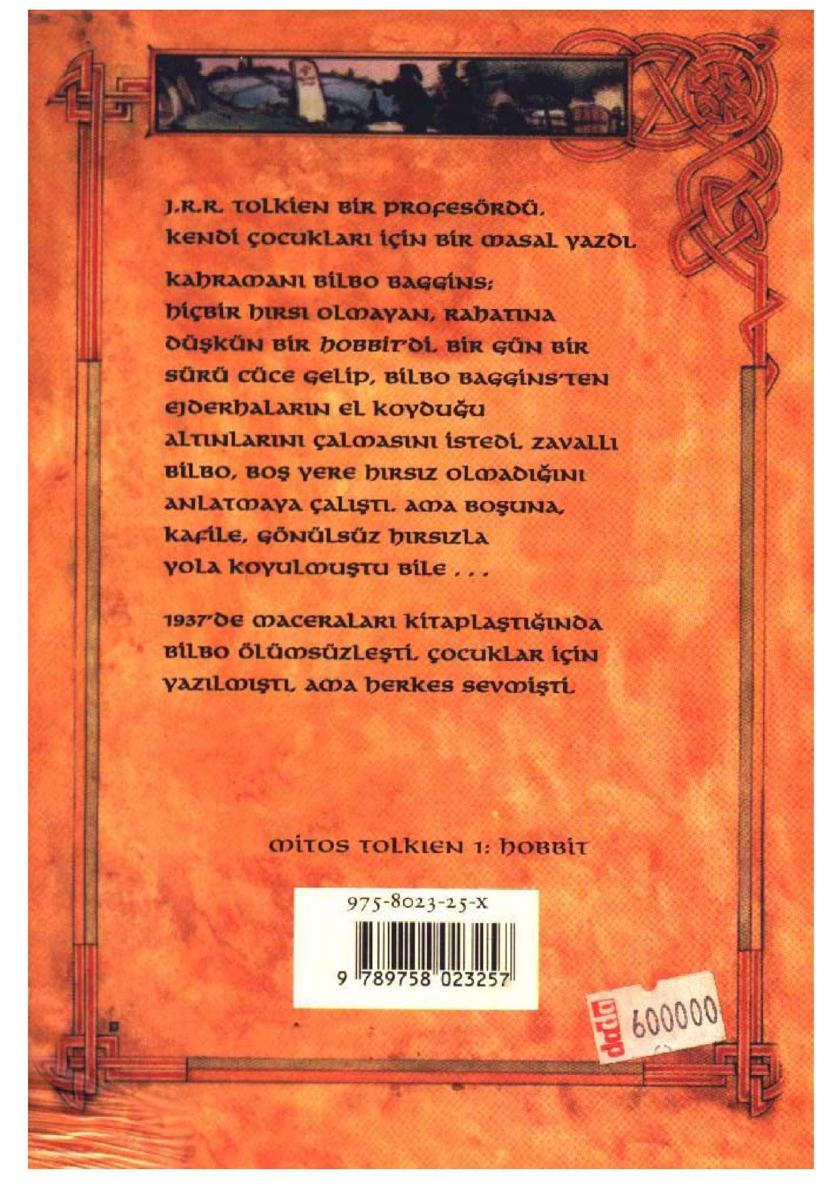 J.R.R. TOLKİEN BİR PROFESÖRDÜ.
KENDİ ÇOCUKLARI İÇİN BİR MASAL YAZDI.
KAHRAMANI BİLBO BAGGİNS;
HİÇBİR HIRSI OLMAYAN, RAHATINA
DÜŞKÜN BİR HOBBİT'Dİ. BİR GÜN BİR
SÜRÜ CÜCE GELİP, BİLBO BAGGİNS'TEN
EJDERHALARIN EL KOYDUĞU
ALTINLARINI ÇALMASINI İSTEDİ. ZAVALLI
BİLBO, BOŞ YERE HIRSIZ OLMADIĞINI
ANLATMAYA ÇALIŞTI. AMA BOŞUNA,
KAFİLE, GÖNÜLSÜZ HIRSIZLA
YOLA KOYULMUŞTU BİLE . . .
1937'DE MACERALARI KİTAPLAŞTIĞINDA
BİLBO ÖLÜMSÜZLEŞTİ. ÇOCUKLAR İÇİN
YAZILMIŞTI, AMA HERKES SEVMİŞTİ.
MİTOS TOLKIEN 1: HOBBİT
975-8023-25-X
9 789758 023257
dada 600000